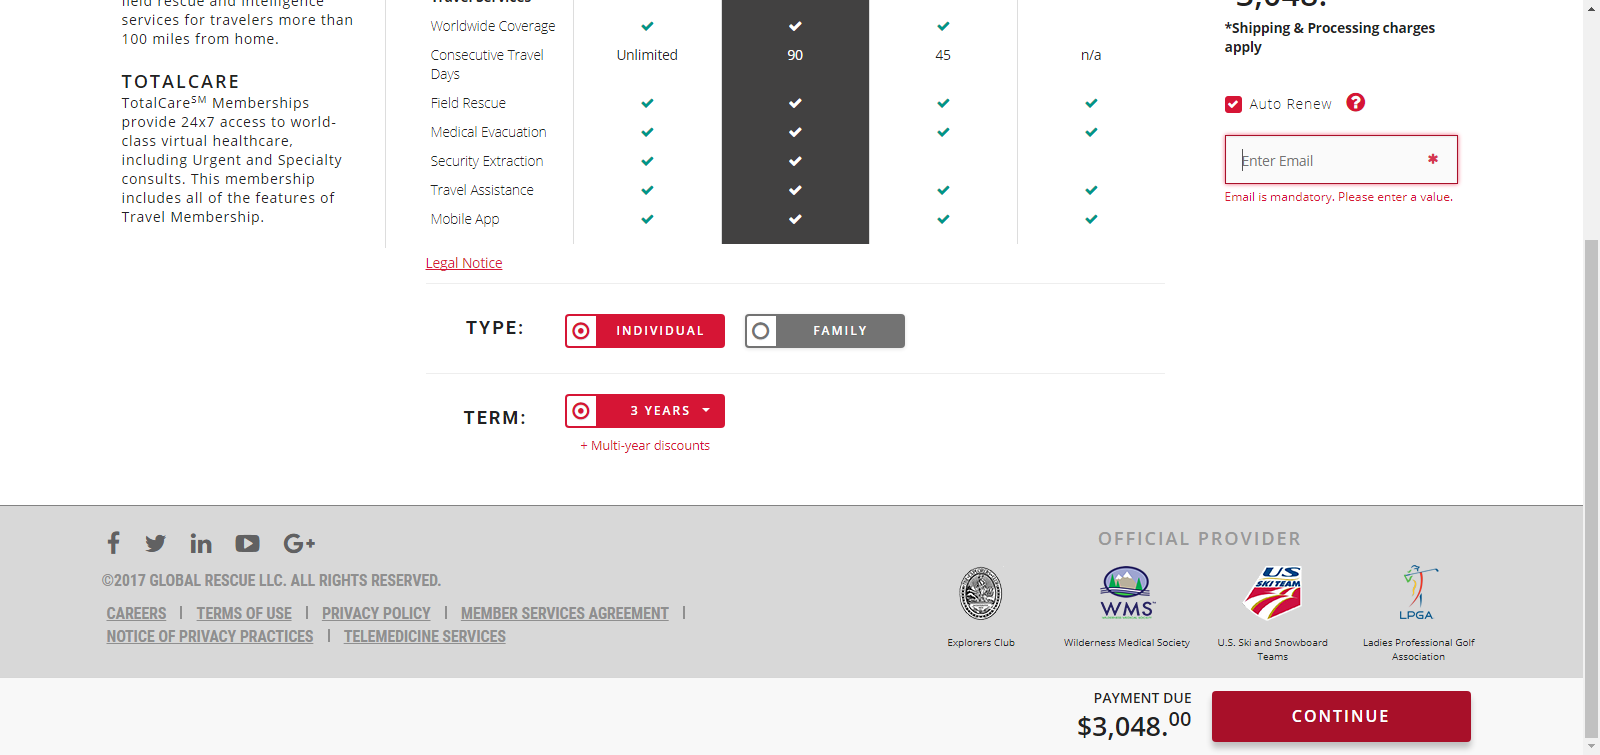 field rescue and intelligence
services for travelers more than
100 miles from home.
TOTALCARE
TotalCareSM Memberships
provide 24x7 access to world-
class virtual healthcare,
including Urgent and Specialty
consults. This membership
includes all of the features of
Travel Membership.
Travel Services
Worldwide Coverage
Consecutive Travel Days Unlimited 90 45 n/a
Field Rescue
Medical Evacuation
Security Extraction
Travel Assistance
Mobile App
Legal Notice
TYPE: INDIVIDUAL FAMILY
TERM: 3 YEARS
+ Multi-year discounts
3,048.
*Shipping & Processing charges
apply
Auto Renew ?
Enter Email *
Email is mandatory. Please enter a value.
f in G+
©2017 GLOBAL RESCUE LLC. ALL RIGHTS RESERVED.
CAREERS | TERMS OF USE | PRIVACY POLICY | MEMBER SERVICES AGREEMENT |
NOTICE OF PRIVACY PRACTICES | TELEMEDICINE SERVICES
OFFICIAL PROVIDER
WMS
US
SKI TEAM
LPGA
Explorers Club
Wilderness Medical Society
U.S. Ski and Snowboard
Teams
Ladies Professional Golf
Association
PAYMENT DUE
$3,048.00
CONTINUE